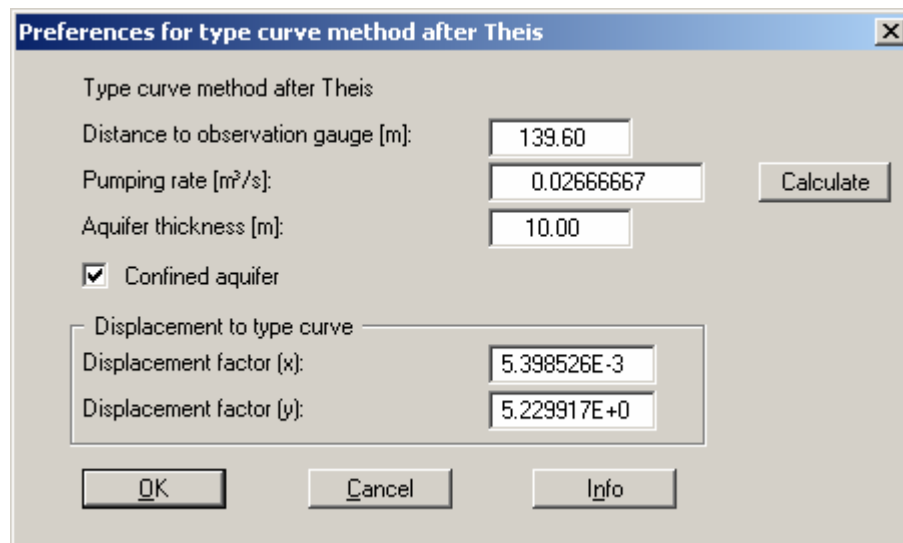 Preferences for type curve method after Theis
Type curve method after Theis
Distance to observation gauge [m]: 139.60
Pumping rate [m³/s]: 0.02666667 Calculate
Aquifer thickness [m]: 10.00
Confined aquifer
Displacement to type curve
Displacement factor (x): 5.398526E-3
Displacement factor (y): 5.229917E+0
OK Cancel Info